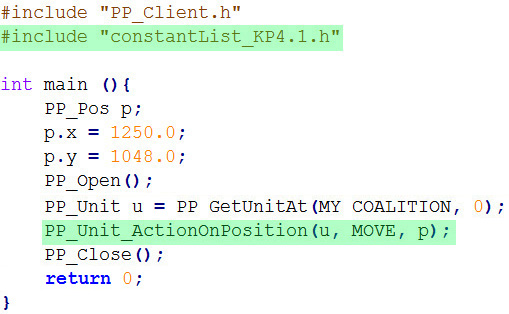 #include "PP_Client.h"
#include "constantList_KP4.1.h"
int main (){
PP_Pos p;
p.x = 1250.0;
p.y = 1048.0;
PP_Open();
PP_Unit u = PP GetUnitAt(MY COALITION, 0);
PP_Unit_ActionOnPosition(u, MOVE, p);
PP_Close();
return 0;
}